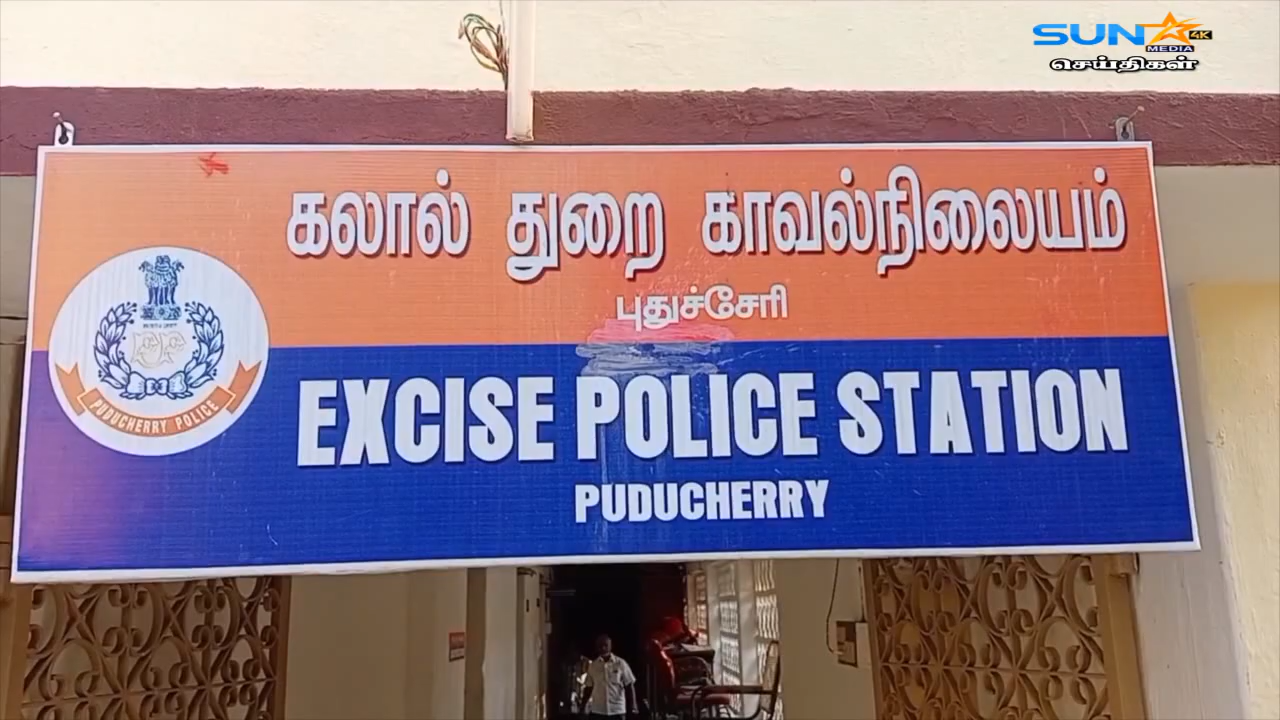 SUN MEDIA 4K
செய்திகள்
கலால் துறை காவல்நிலையம்
புதுச்சேரி
EXCISE POLICE STATION
PUDUCHERRY
PUDUCHERRY POLICE